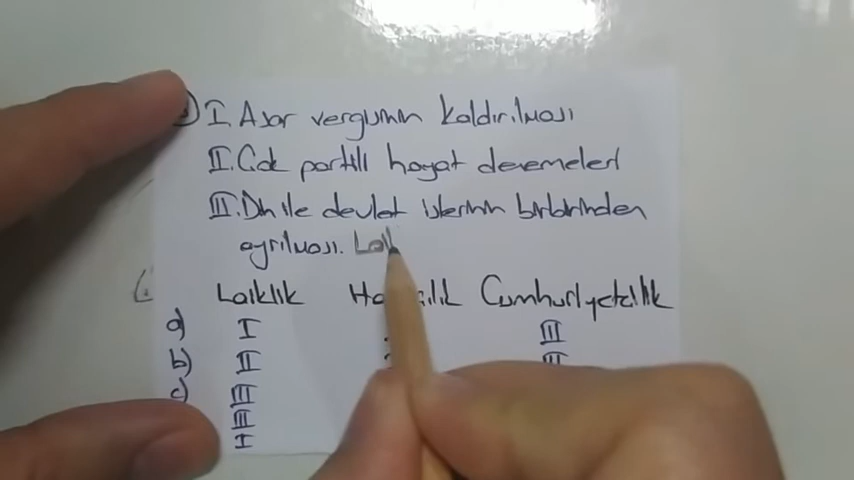 I. Aşar vergisinin kaldırılması
II. Çok partili hayat denemeleri
III. Din ile devlet işlerinin birbirinden
ayrılması. Lai
Laiklik Cumhuriyetçilik
a) I III
b) II III
c) III
III
I